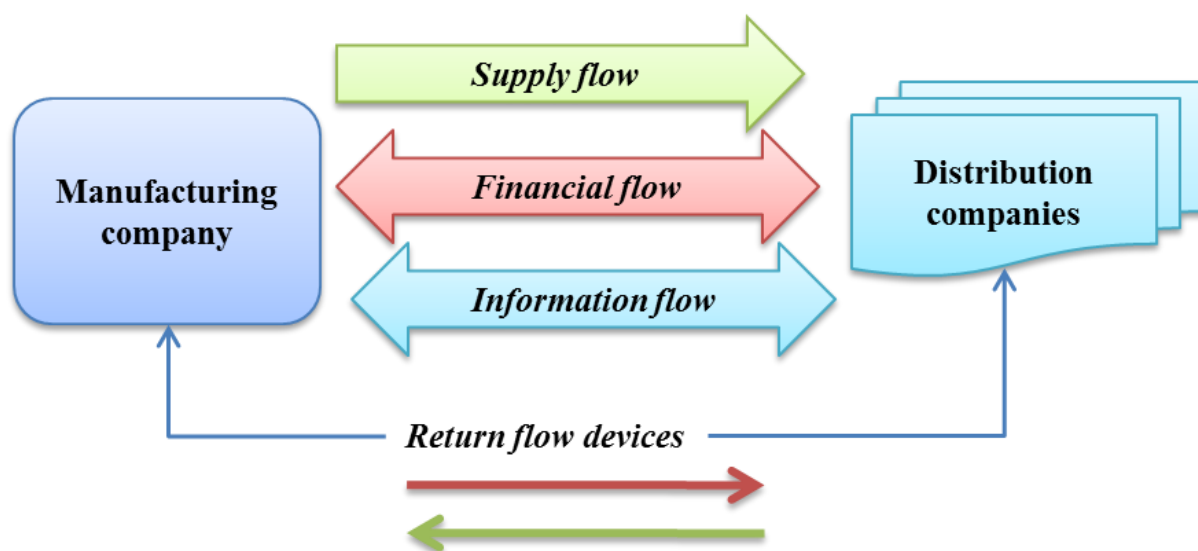 Supply flow
Manufacturing
company
Financial flow
Distribution
companies
Information flow
Return flow devices